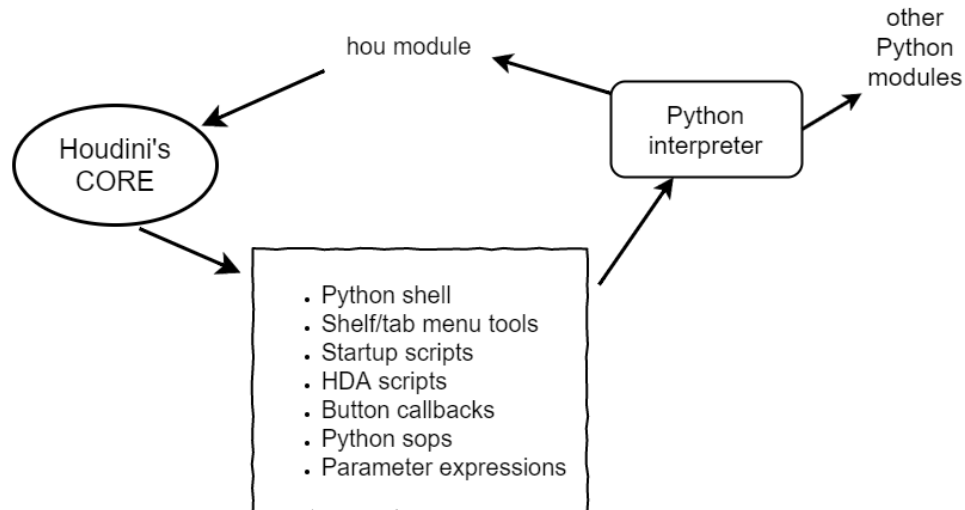 hou module
other
Python
modules
Python
interpreter
Houdini's
CORE
Python shell
Shelf/tab menu tools
Startup scripts
HDA scripts
Button callbacks
Python sops
Parameter expressions